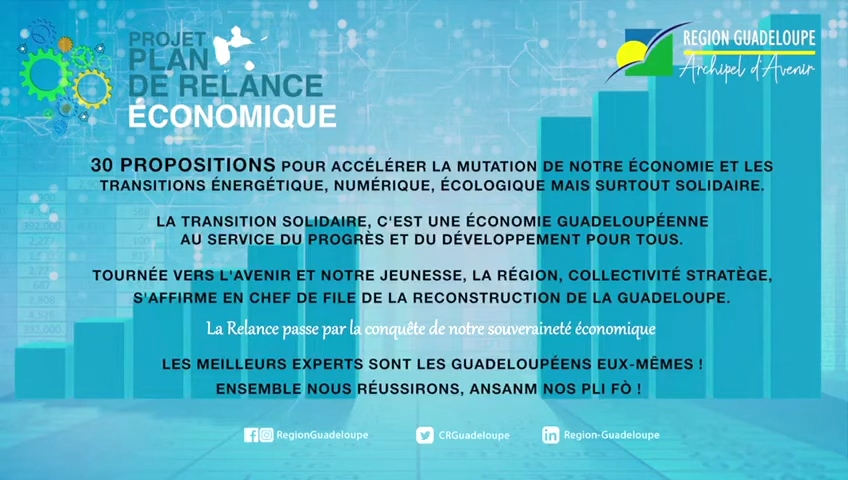 PROJET
PLAN
DE RELANCE
ÉCONOMIQUE
REGION GUADELOUPE
Archipel d'Avenir
30 PROPOSITIONS POUR ACCÉLÉRER LA MUTATION DE NOTRE ÉCONOMIE ET LES
TRANSITIONS ÉNERGÉTIQUE, NUMÉRIQUE, ÉCOLOGIQUE MAIS SURTOUT SOLIDAIRE.
LA TRANSITION SOLIDAIRE, C'EST UNE ÉCONOMIE GUADELOUPÉENNE
AU SERVICE DU PROGRÈS ET DU DÉVELOPPEMENT POUR TOUS.
TOURNÉE VERS L'AVENIR ET NOTRE JEUNESSE, LA RÉGION, COLLECTIVITÉ STRATÈGE,
S'AFFIRME EN CHEF DE FILE DE LA RECONSTRUCTION DE LA GUADELOUPE.
La Relance passe par la conquête de notre souveraineté économique
LES MEILLEURS EXPERTS SONT LES GUADELOUPÉENS EUX-MÊMES !
ENSEMBLE NOUS RÉUSSIRONS, ANSANM NOS PLI FÒ !
RegionGuadeloupe
CRGuadeloupe
Region-Guadeloupe